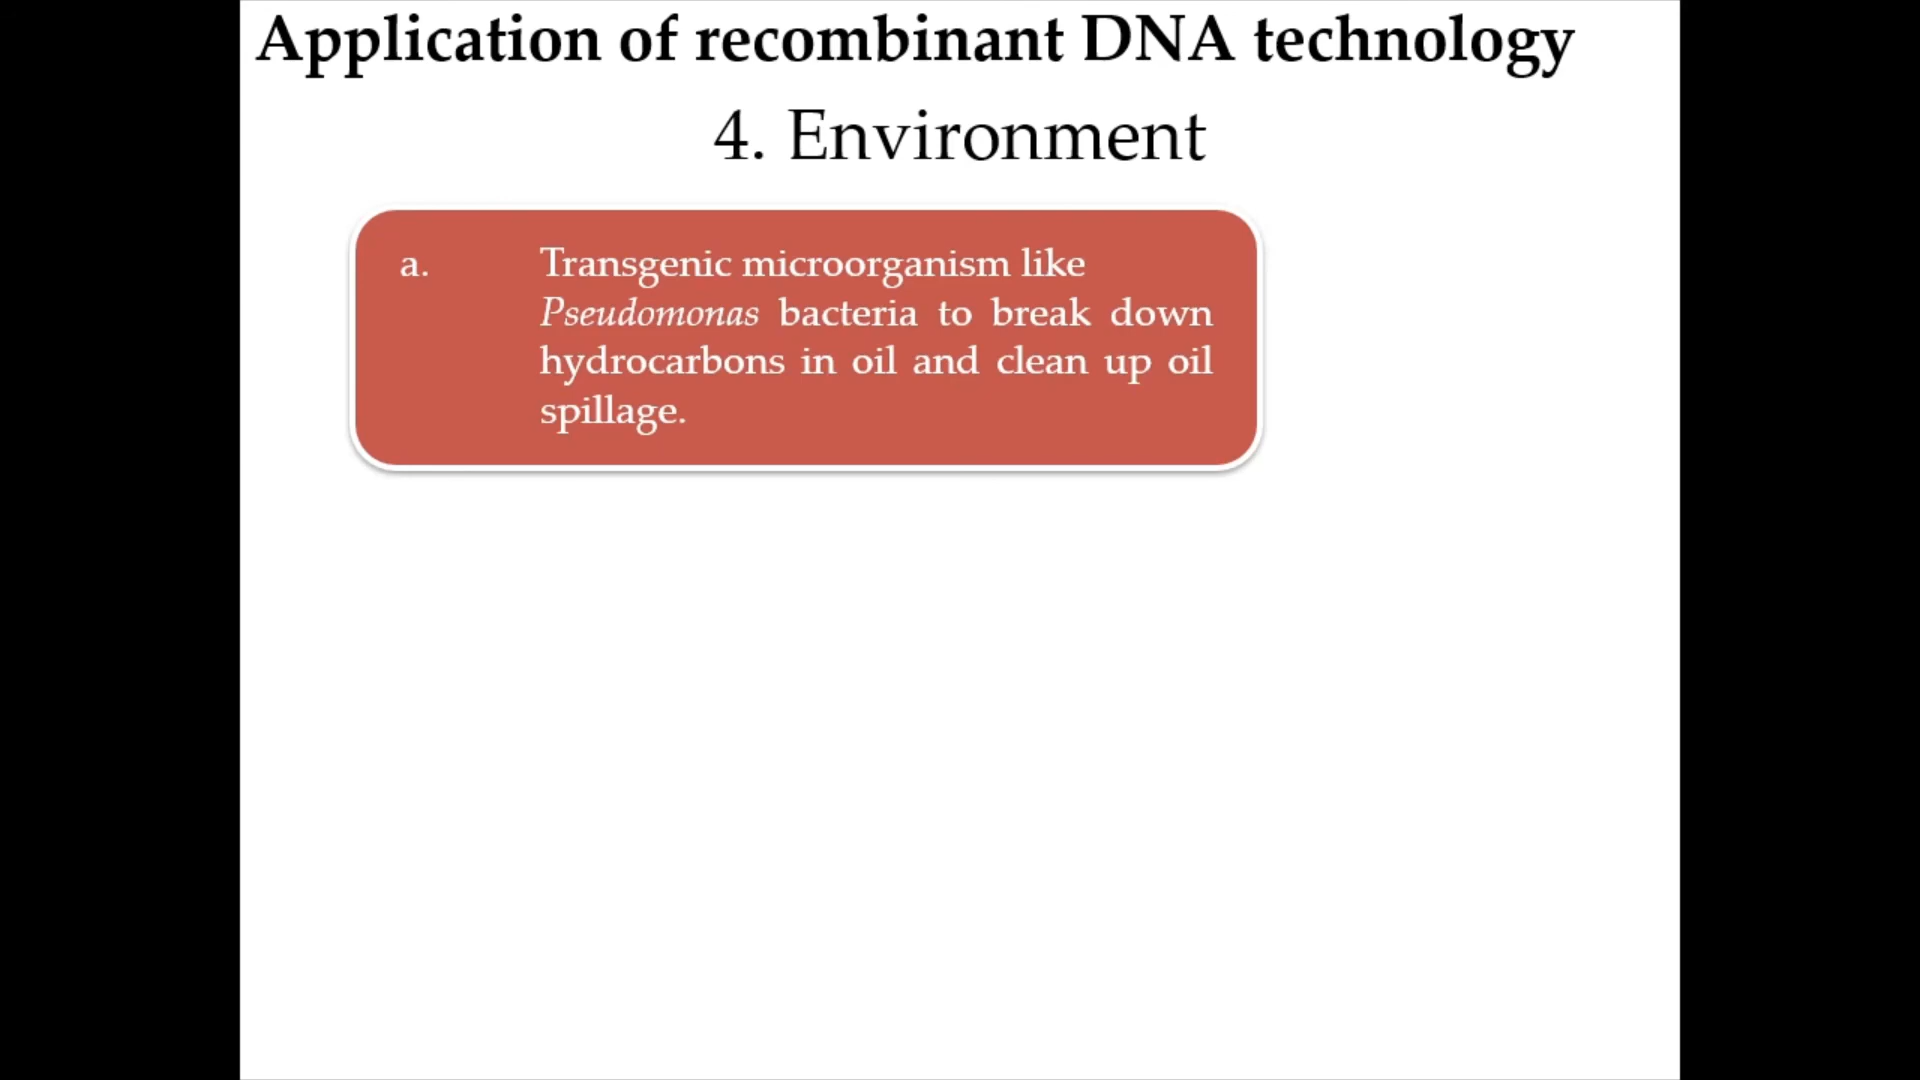 Application of recombinant DNA technology
4. Environment
a. Transgenic microorganism like
Pseudomonas bacteria to break down
hydrocarbons in oil and clean up oil
spillage.